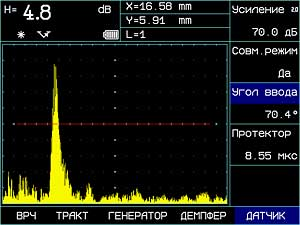 H= 4.8 dB
X=16.58 mm
Y=5.91 mm
L=1
Усиление
70.0 дБ
Совм.режим
Да
Угол ввода
70.4°
Протектор
8.55 мкс
ВРЧ ТРАКТ ГЕНЕРАТОР ДЕМПФЕР ДАТЧИК